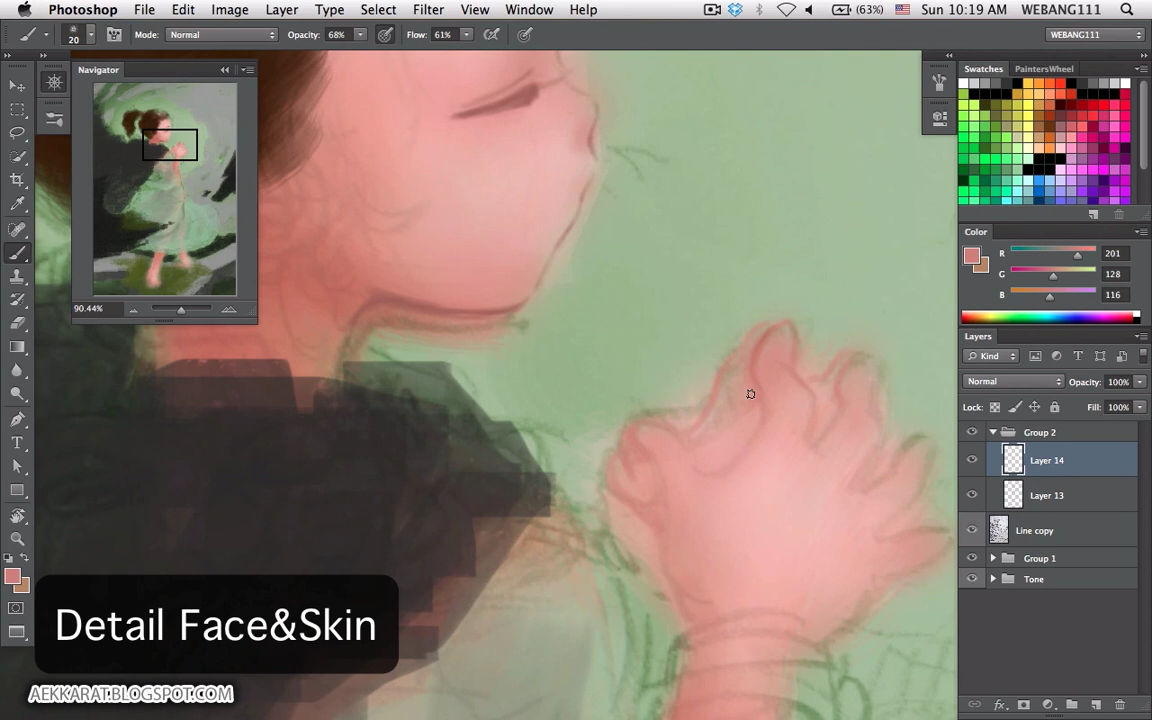 Photoshop File Edit Image Layer Type Select Filter View Window Help (63%) Sun 10:19 AM WEBANG111
20 Mode: Normal Opacity: 68% Flow: 61% WEBANG111
Navigator
90.44%
Swatches PaintersWheel
Color
R 201
G 128
B 116
Layers
Kind T
Normal Opacity: 100%
Lock: Fill: 100%
Group 2
Layer 14
Layer 13
Line copy
Group 1
Tone
fx
T
Detail Face&Skin
AEKKARAT.BLOGSPOT.COM